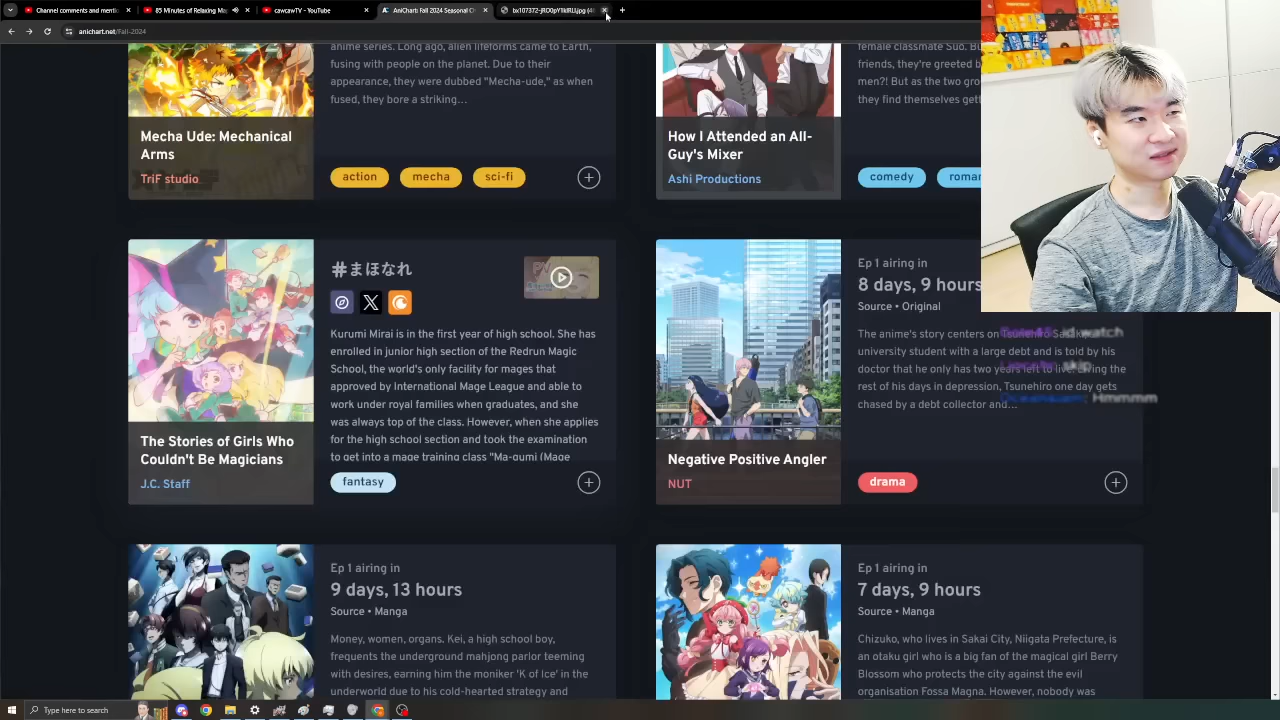 Channel comments and menti
85 Minutes of Relaxing Ma
cavcawTV - YouTube
AniChart: Fall 2024 Seasonal C
anichart.net/Fall-2024
anime series. Long ago, alien lifeforms came to Earth,
fusing with people on the planet. Due to their
appearance, they were dubbed "Mecha-ude," as when
fused, they bore a striking...
Mecha Ude: Mechanical
Arms
TriF studio
action
mecha
sci-fi
female classmate Suo. Bu
friends, they're greeted b
men?! But as the two gro
they find themselves gett
How I Attended an All-
Guy's Mixer
Ashi Productions
comedy
roman
#まほなれ
Kurumi Mirai is in the first year of high school. She has
enrolled in junior high section of the Redrun Magic
School, the world's only facility for mages that
approved by International Mage League and able to
work under royal families when graduates, and she
was always top of the class. However, when she applies
for the high school section and took the examination
to get into a mage training class "Ma-gumi (Mage
The Stories of Girls Who
Couldn't Be Magicians
J.C. Staff
fantasy
Ep 1 airing in
8 days, 9 hours
Source • Original
The anime's story centers on
university student with a large debt and is told by his
doctor that he only has two years left to live. Living the
rest of his days in depression, Tsunehiro one day gets
chased by a debt collector and...
Negative Positive Angler
NUT
drama
id watch
skip
Hmmmm
Ep 1 airing in
9 days, 13 hours
Source • Manga
Money, women, organs. Kei, a high school boy,
frequents the underground mahjong parlor teeming
with desires, earning him the moniker 'K of Ice' in the
underworld due to his cold-hearted strategy and
Ep 1 airing in
7 days, 9 hours
Source • Manga
Chizuko, who lives in Sakai City, Niigata Prefecture, is
an otaku girl who is a big fan of the magical girl Berry
Blossom who protects the city against the evil
organisation Fossa Magna. However, nobody was
Type here to search